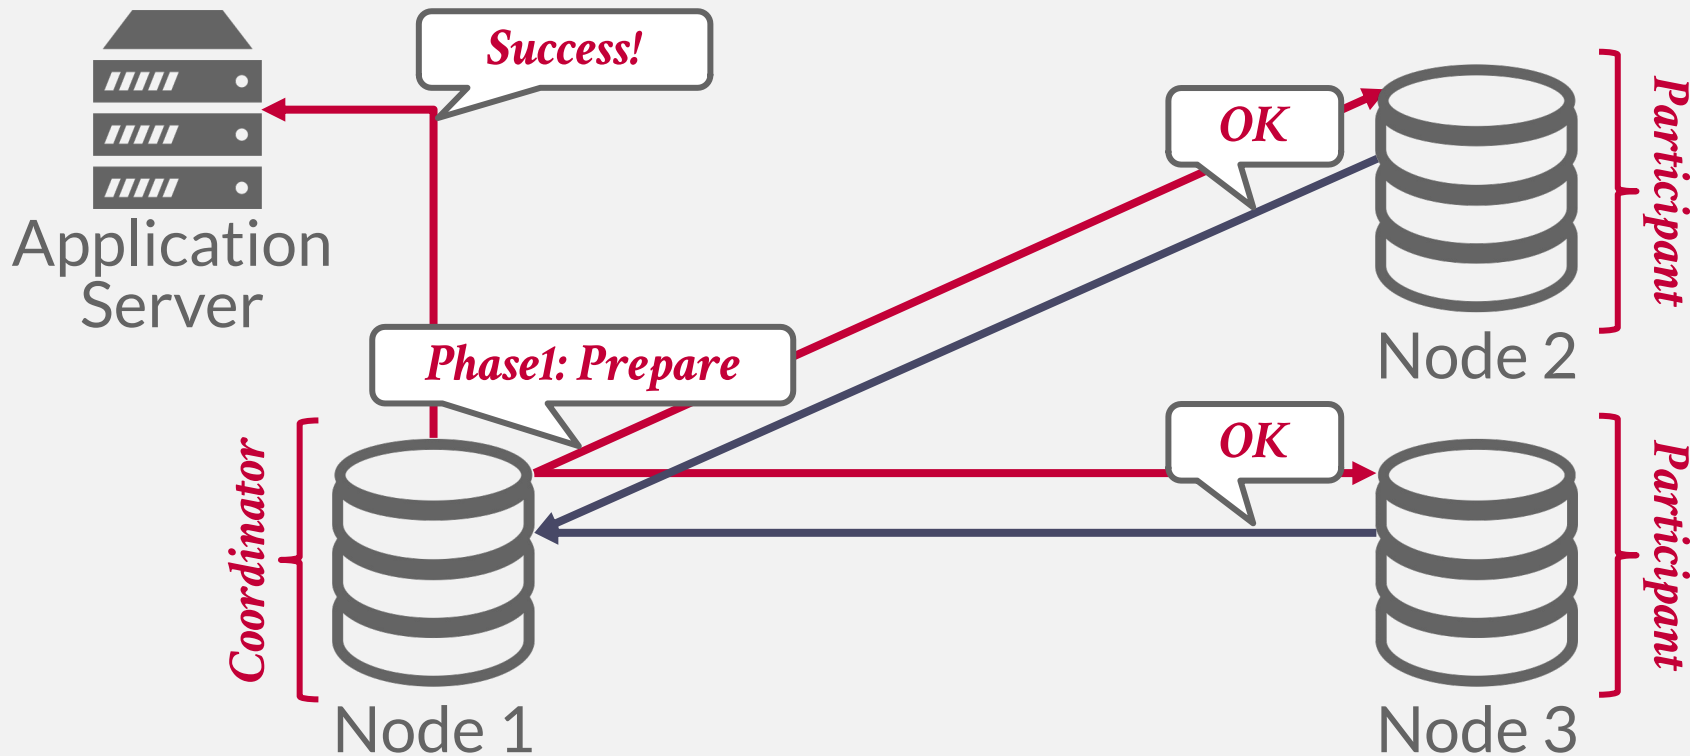 Success!
OK
Participant
Application
Server
Phase1: Prepare
Node 2
OK
Coordinator
Participant
Node 1
Node 3